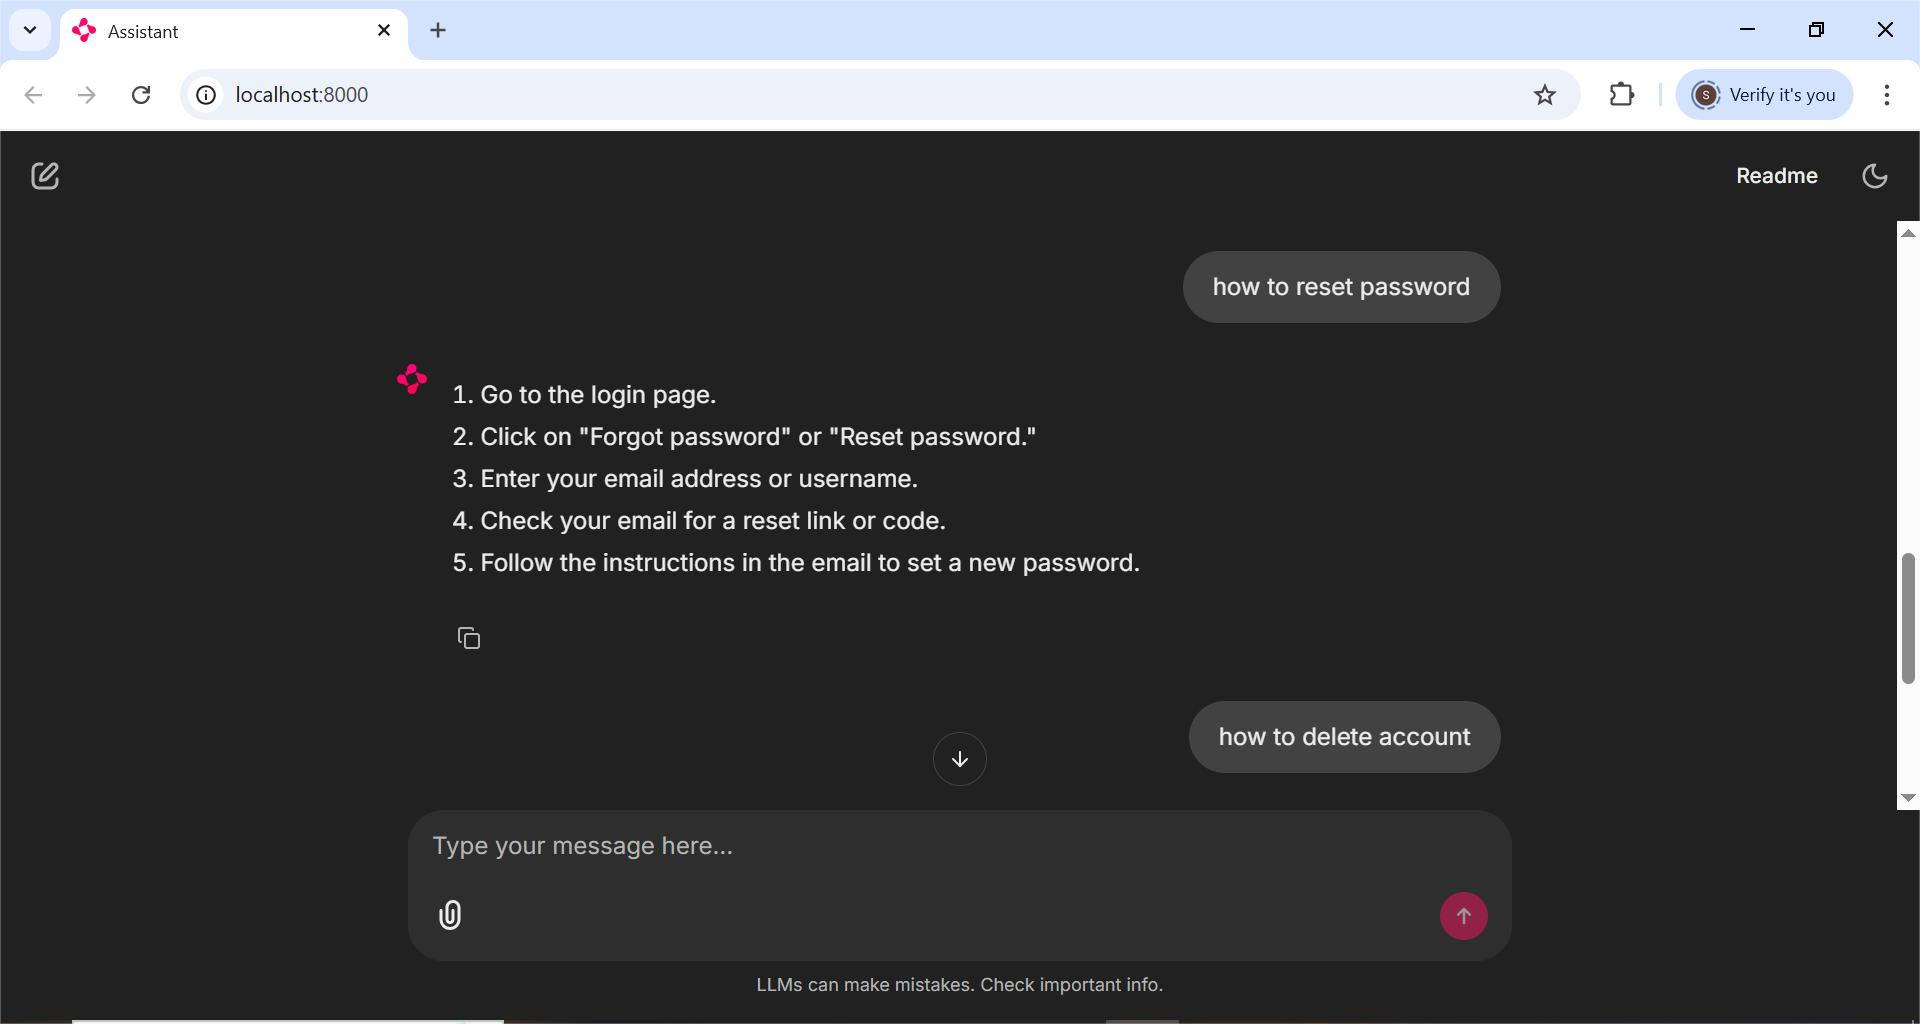 Assistant
localhost:8000
S
Verify it's you
Readme
how to reset password
1. Go to the login page.
2. Click on "Forgot password" or "Reset password."
3. Enter your email address or username.
4. Check your email for a reset link or code.
5. Follow the instructions in the email to set a new password.
how to delete account
Type your message here...
LLMs can make mistakes. Check important info.